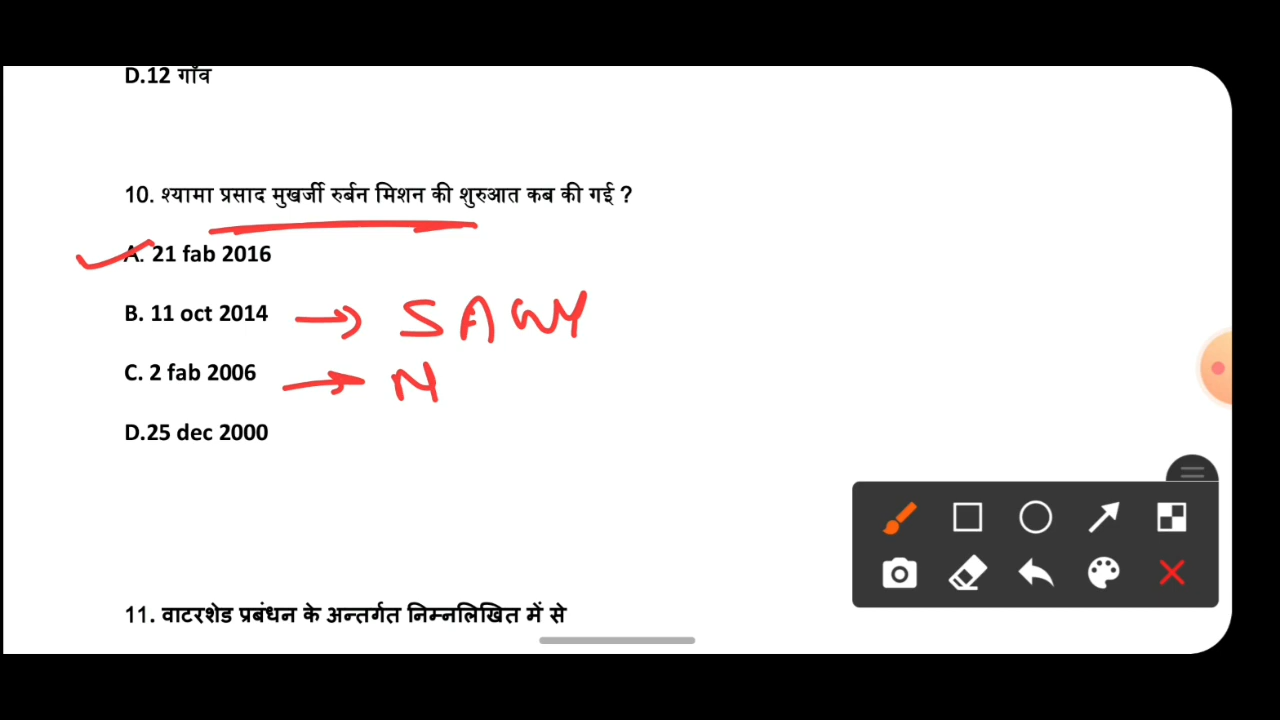 D.12 गाँव
10. श्यामा प्रसाद मुखर्जी रुर्बन मिशन की शुरुआत कब की गई ?
A. 21 fab 2016
B. 11 oct 2014 → SAGY
C. 2 fab 2006 → N
D.25 dec 2000
11. वाटरशेड प्रबंधन के अन्तर्गत निम्नलिखित में से